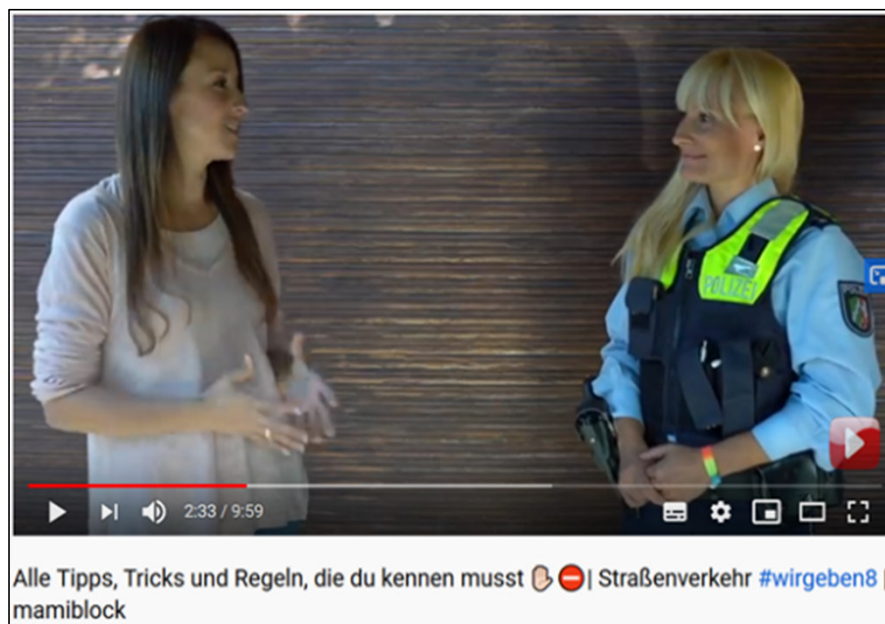 POLIZEI
2:33 / 9:59
Alle Tipps, Tricks und Regeln, die du kennen musst ✋🏻⛔| Straßenverkehr #wirgeben8 |
mamiblock